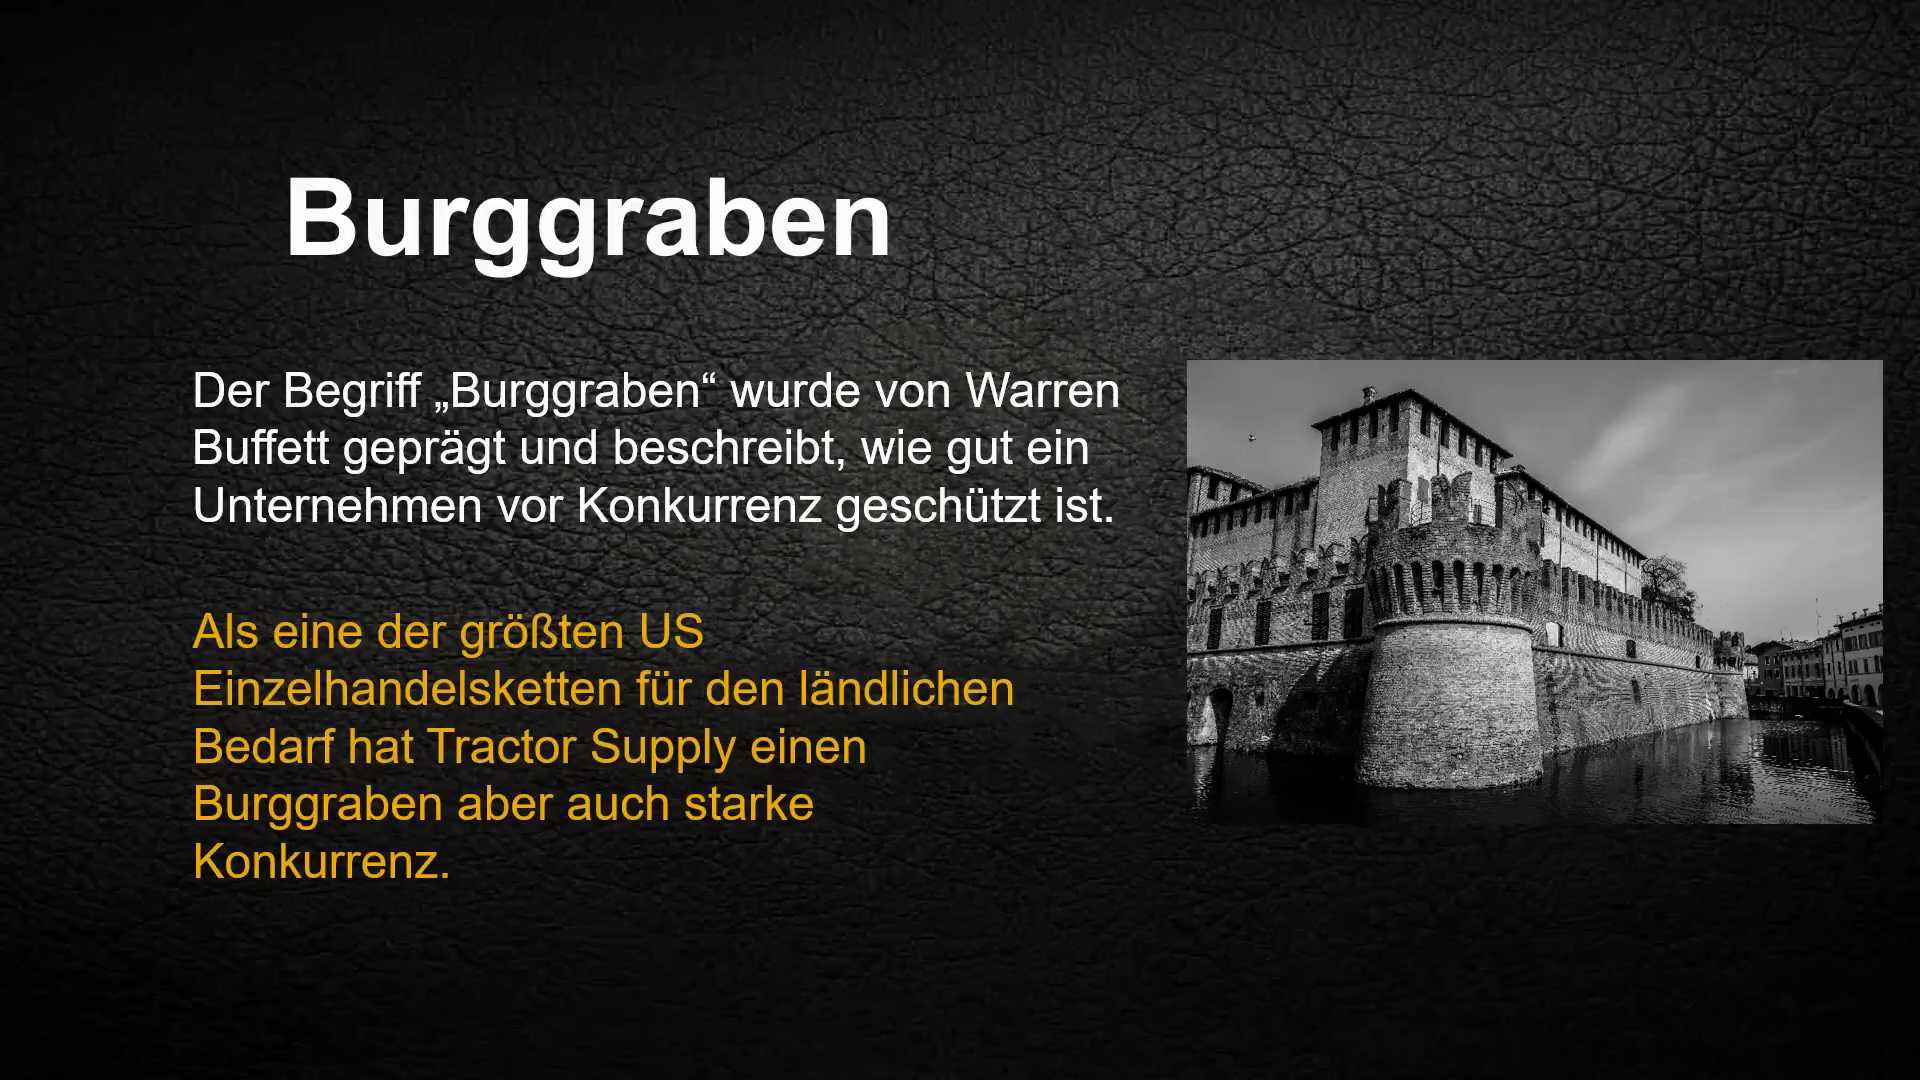 Burggraben
Der Begriff „Burggraben“ wurde von Warren
Buffett geprägt und beschreibt, wie gut ein
Unternehmen vor Konkurrenz geschützt ist.
Als eine der größten US
Einzelhandelsketten für den ländlichen
Bedarf hat Tractor Supply einen
Burggraben aber auch starke
Konkurrenz.